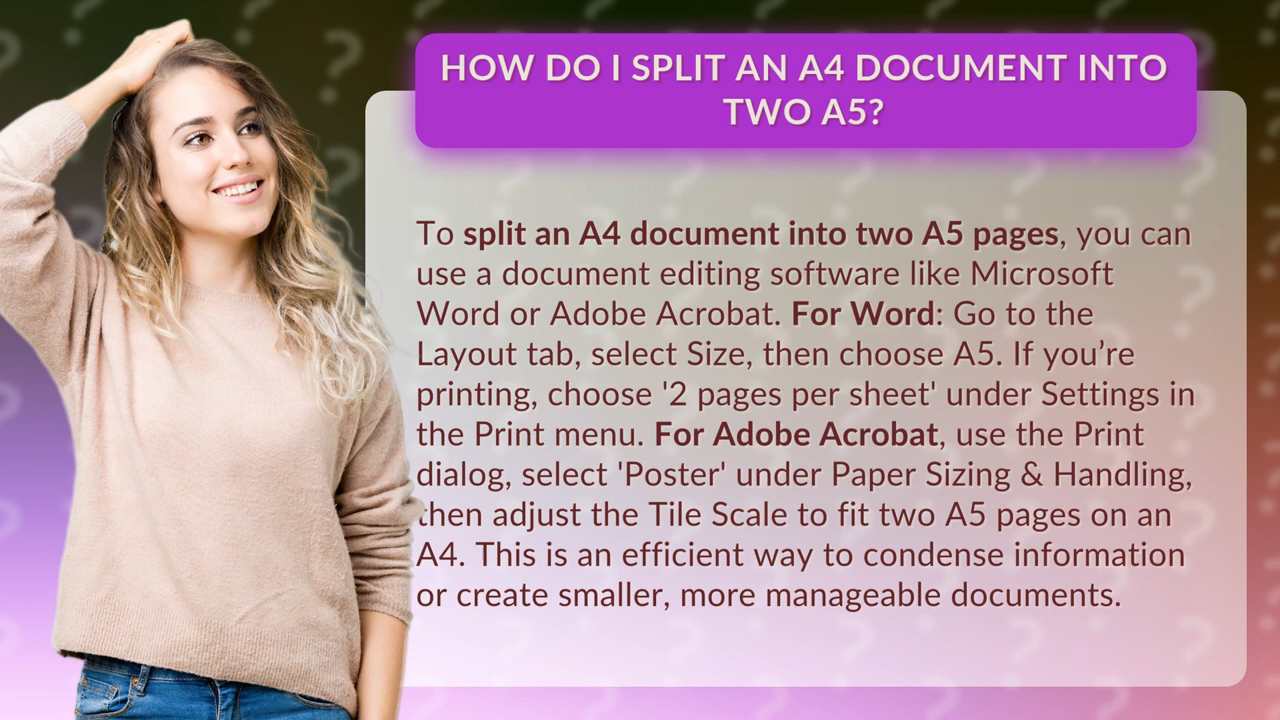 HOW DO I SPLIT AN A4 DOCUMENT INTO
TWO A5?
To split an A4 document into two A5 pages, you can
use a document editing software like Microsoft
Word or Adobe Acrobat. For Word: Go to the
Layout tab, select Size, then choose A5. If you’re
printing, choose '2 pages per sheet' under Settings in
the Print menu. For Adobe Acrobat, use the Print
dialog, select 'Poster' under Paper Sizing & Handling,
then adjust the Tile Scale to fit two A5 pages on an
A4. This is an efficient way to condense information
or create smaller, more manageable documents.